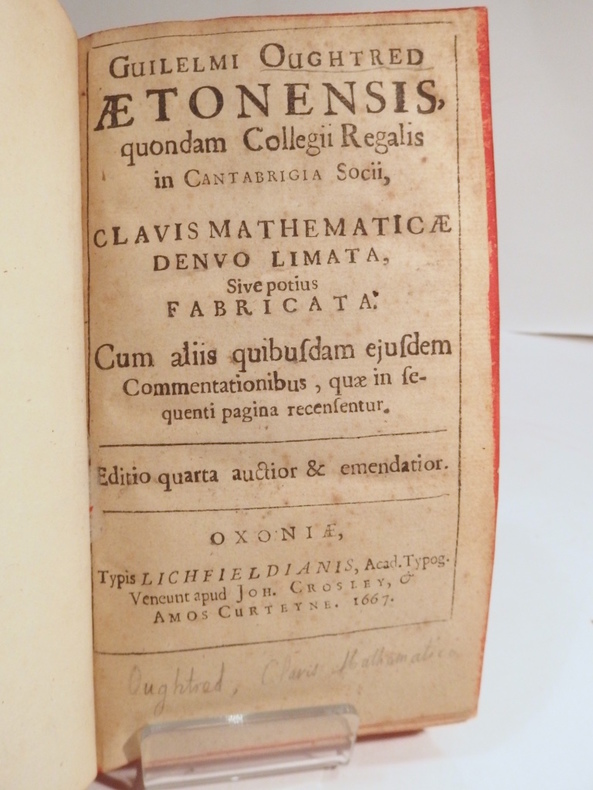 GUILELMI OUGHTRED
ÆTONENSIS,
quondam Collegii Regalis
in CANTABRIGIA Socii,
CLAVIS MATHEMATICÆ
DENVO LIMATA,
Sive potius
FABRICATA:
Cum aliis quibuſdam ejuſdem
Commentationibus, quæ in ſe-
quenti pagina recenſentur.
Editio quarta auctior & emendatior.
OXONIÆ,
Typis LICHFIELDIANIS, Acad. Typog.
Veneunt apud JOH. CROSLEY, &
AMOS CURTEYNE. 1667.
Oughtred, Clavis Mathematica